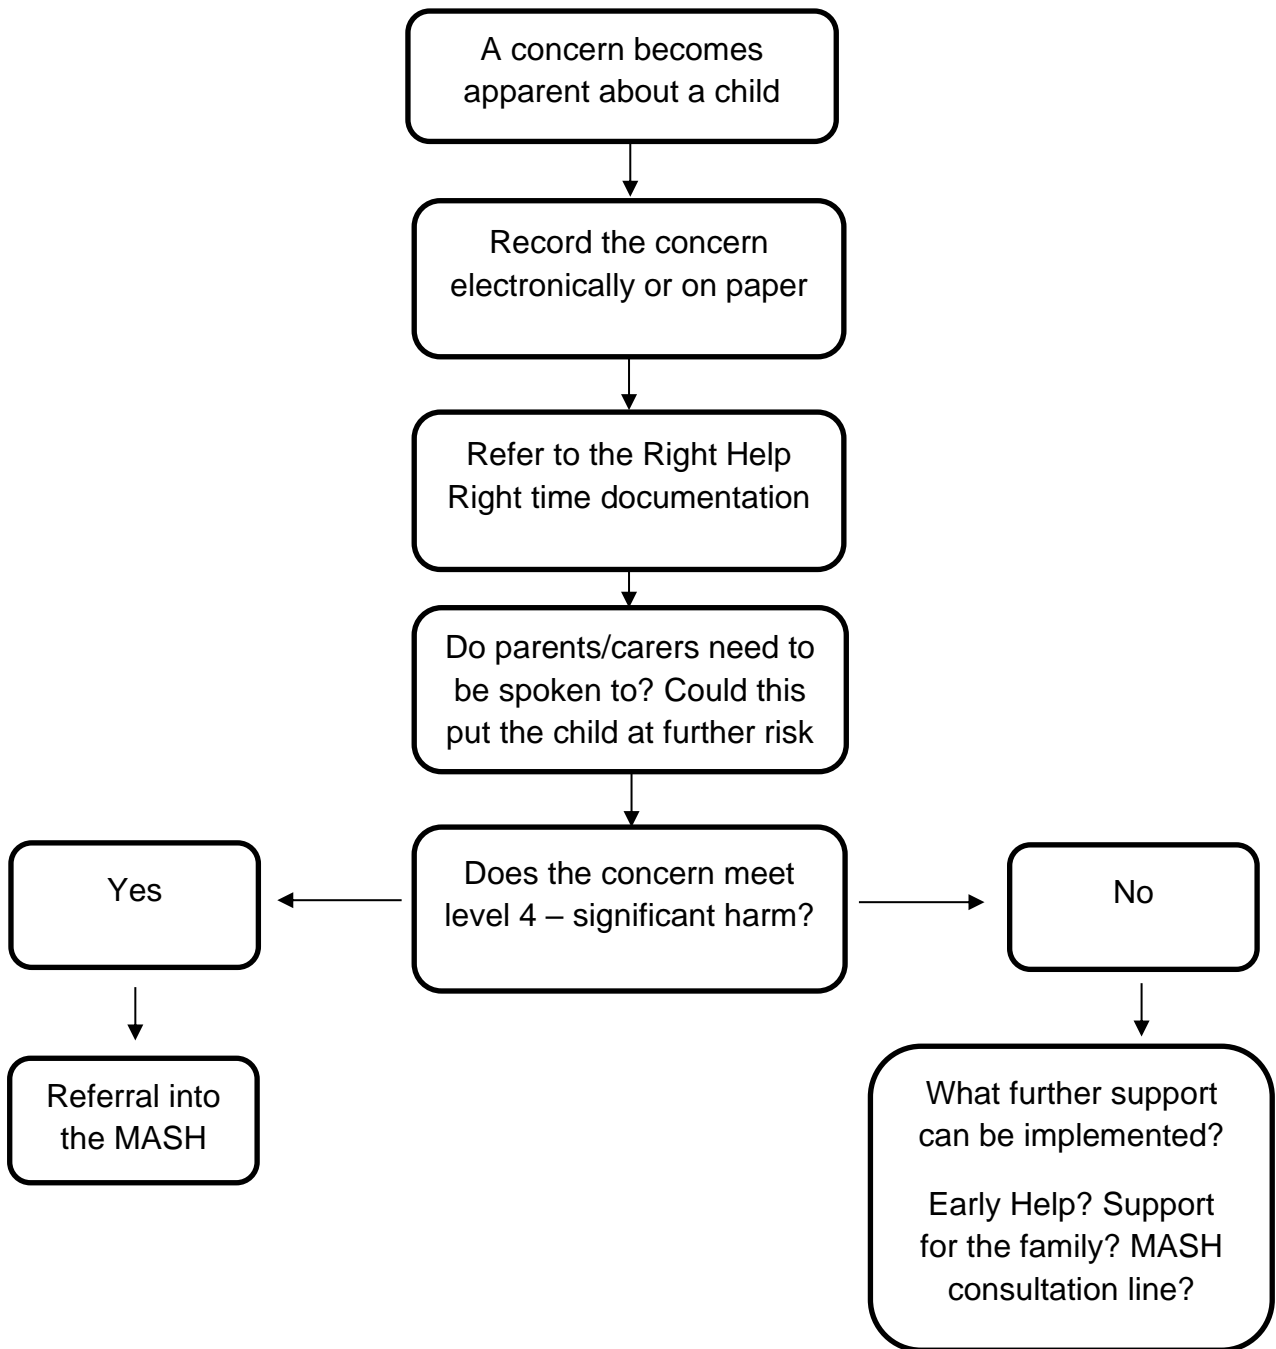 A concern becomes
apparent about a child
Record the concern
electronically or on paper
Refer to the Right Help
Right time documentation
Do parents/carers need to
be spoken to? Could this
put the child at further risk
Does the concern meet
level 4 – significant harm?
Yes
No
Referral into
the MASH
What further support
can be implemented?
Early Help? Support
for the family? MASH
consultation line?